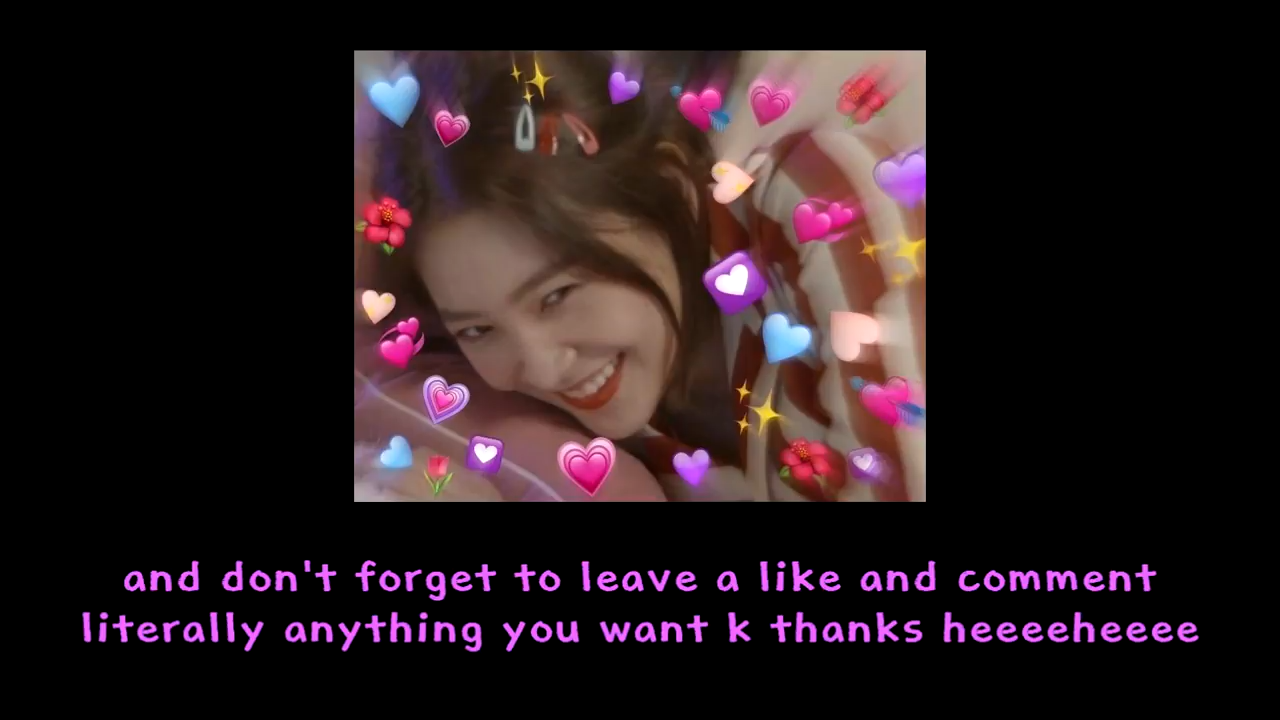 and don't forget to leave a like and comment
literally anything you want k thanks heeeeheeee